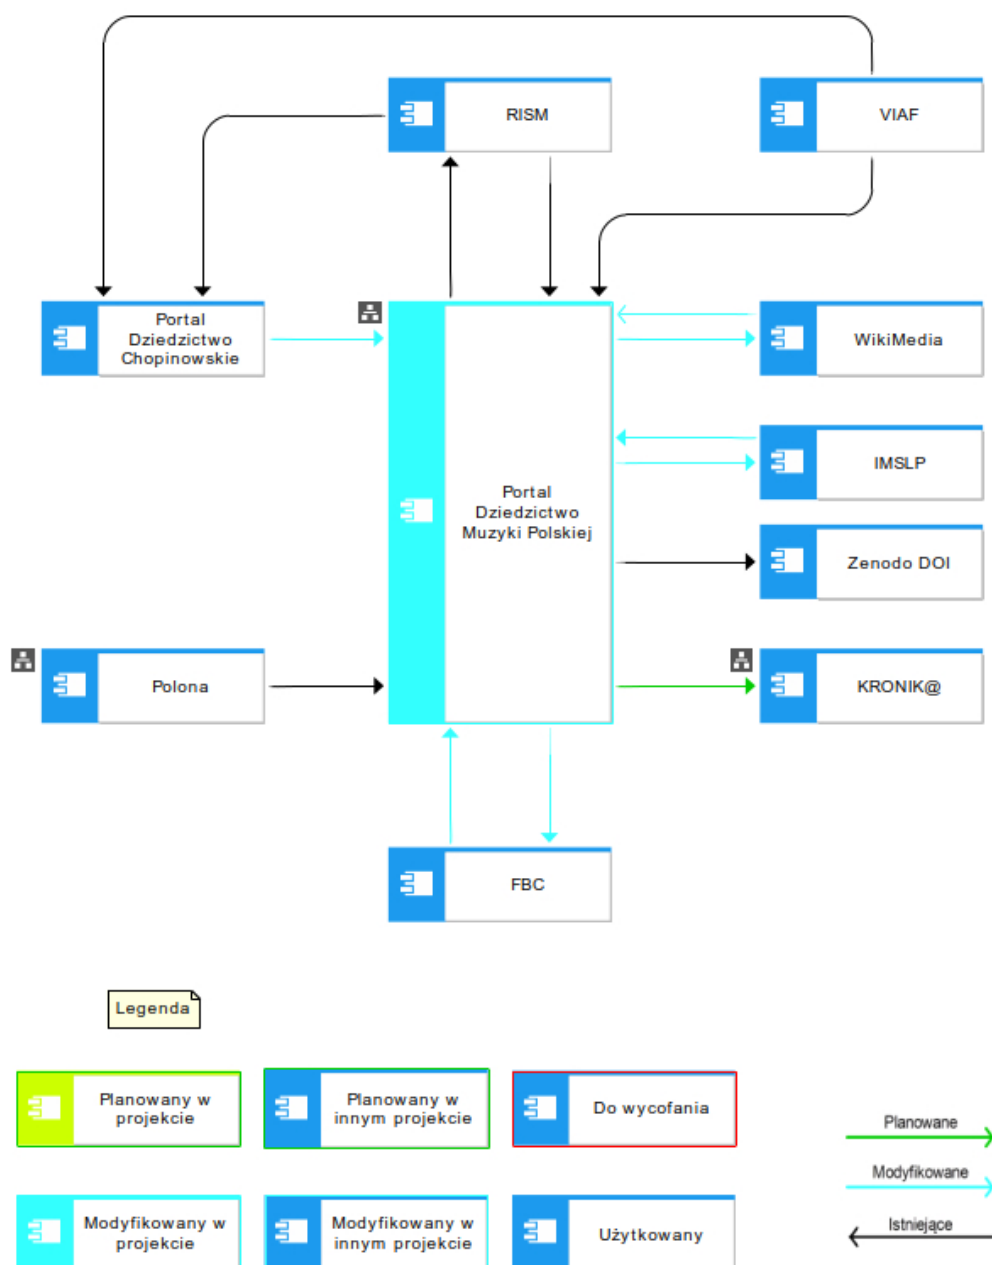 RISM
VIAF
Portal
Dziedzictwo
Chopinowskie
WikiMedia
IMSLP
Portal
Dziedzictwo
Muzyki Polskiej
Zenodo DOI
Polona
KRONIK@
FBC
Legenda
Planowany w
projekcie
Planowany w
innym projekcie
Do wycofania
Planowane
Modyfikowane
Modyfikowany w
projekcie
Modyfikowany w
innym projekcie
Użytkowany
Istniejące